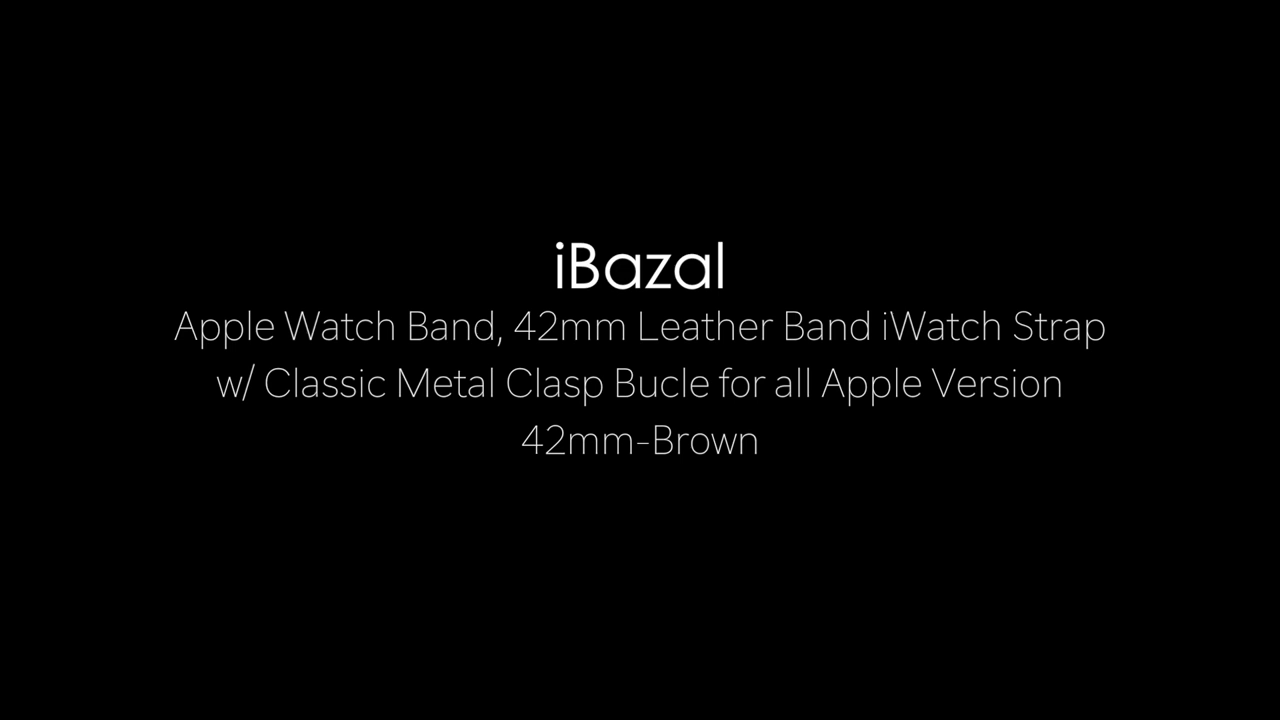 iBazal
Apple Watch Band, 42mm Leather Band iWatch Strap
w/ Classic Metal Clasp Bucle for all Apple Version
42mm-Brown